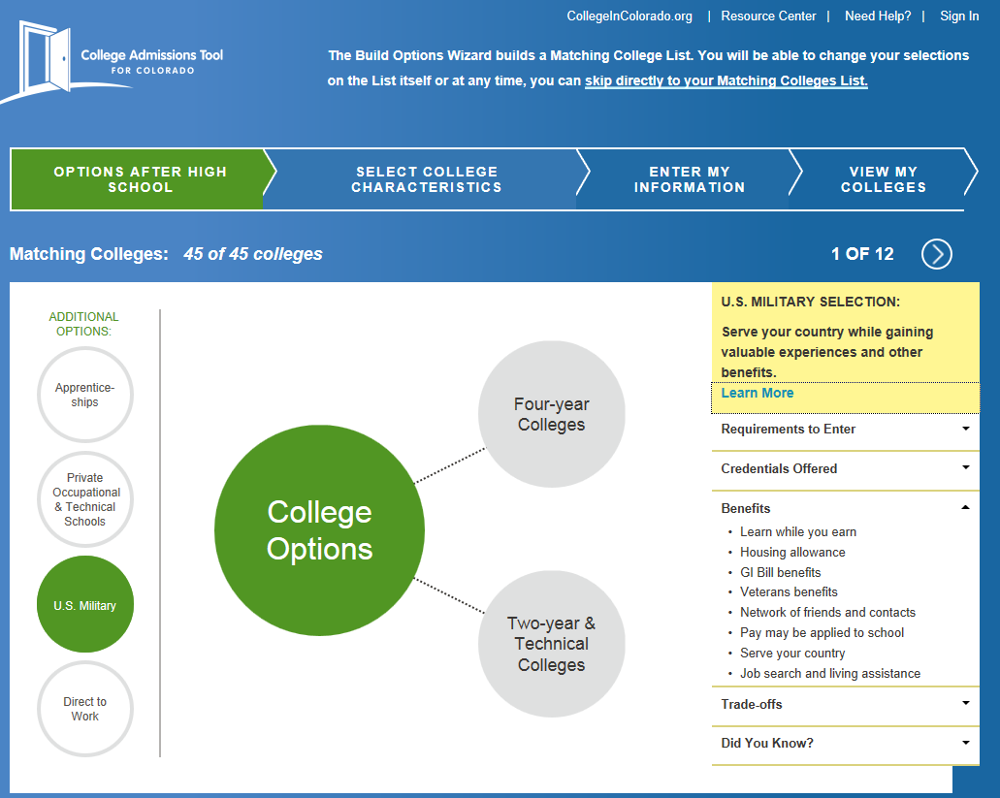 CollegeInColorado.org | Resource Center | Need Help? | Sign In
College Admissions Tool
FOR COLORADO
The Build Options Wizard builds a Matching College List. You will be able to change your selections
on the List itself or at any time, you can skip directly to your Matching Colleges List.
OPTIONS AFTER HIGH
SCHOOL
SELECT COLLEGE
CHARACTERISTICS
ENTER MY
INFORMATION
VIEW MY
COLLEGES
Matching Colleges: 45 of 45 colleges
1 OF 12
ADDITIONAL
OPTIONS:
Apprentice-
ships
Private
Occupational
& Technical
Schools
U.S. Military
Direct to
Work
College
Options
Four-year
Colleges
Two-year &
Technical
Colleges
U.S. MILITARY SELECTION:
Serve your country while gaining
valuable experiences and other
benefits.
Learn More
Requirements to Enter
Credentials Offered
Benefits
• Learn while you earn
• Housing allowance
• GI Bill benefits
• Veterans benefits
• Network of friends and contacts
• Pay may be applied to school
• Serve your country
• Job search and living assistance
Trade-offs
Did You Know?